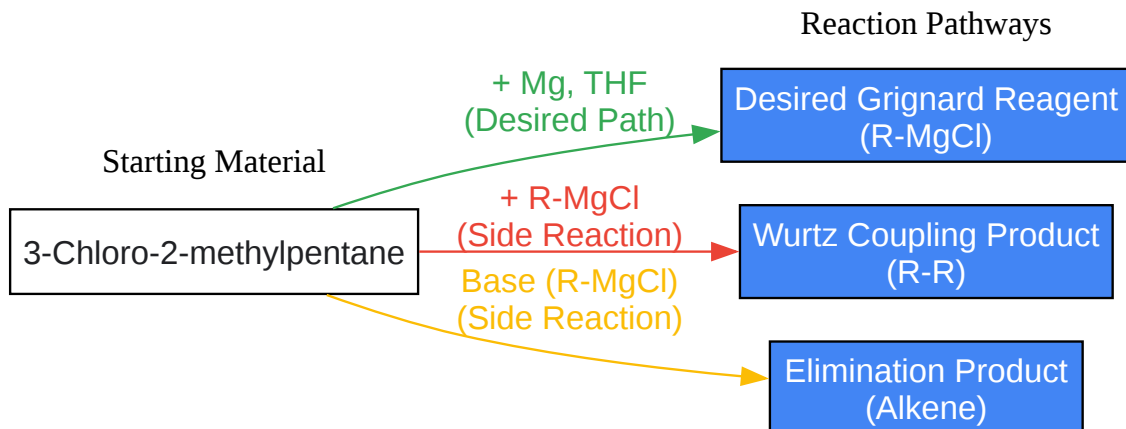 Reaction Pathways
+ Mg, THF
(Desired Path)
Desired Grignard Reagent
(R-MgCl)
Starting Material
3-Chloro-2-methylpentane
+ R-MgCl
(Side Reaction)
Wurtz Coupling Product
(R-R)
Base (R-MgCl)
(Side Reaction)
Elimination Product
(Alkene)